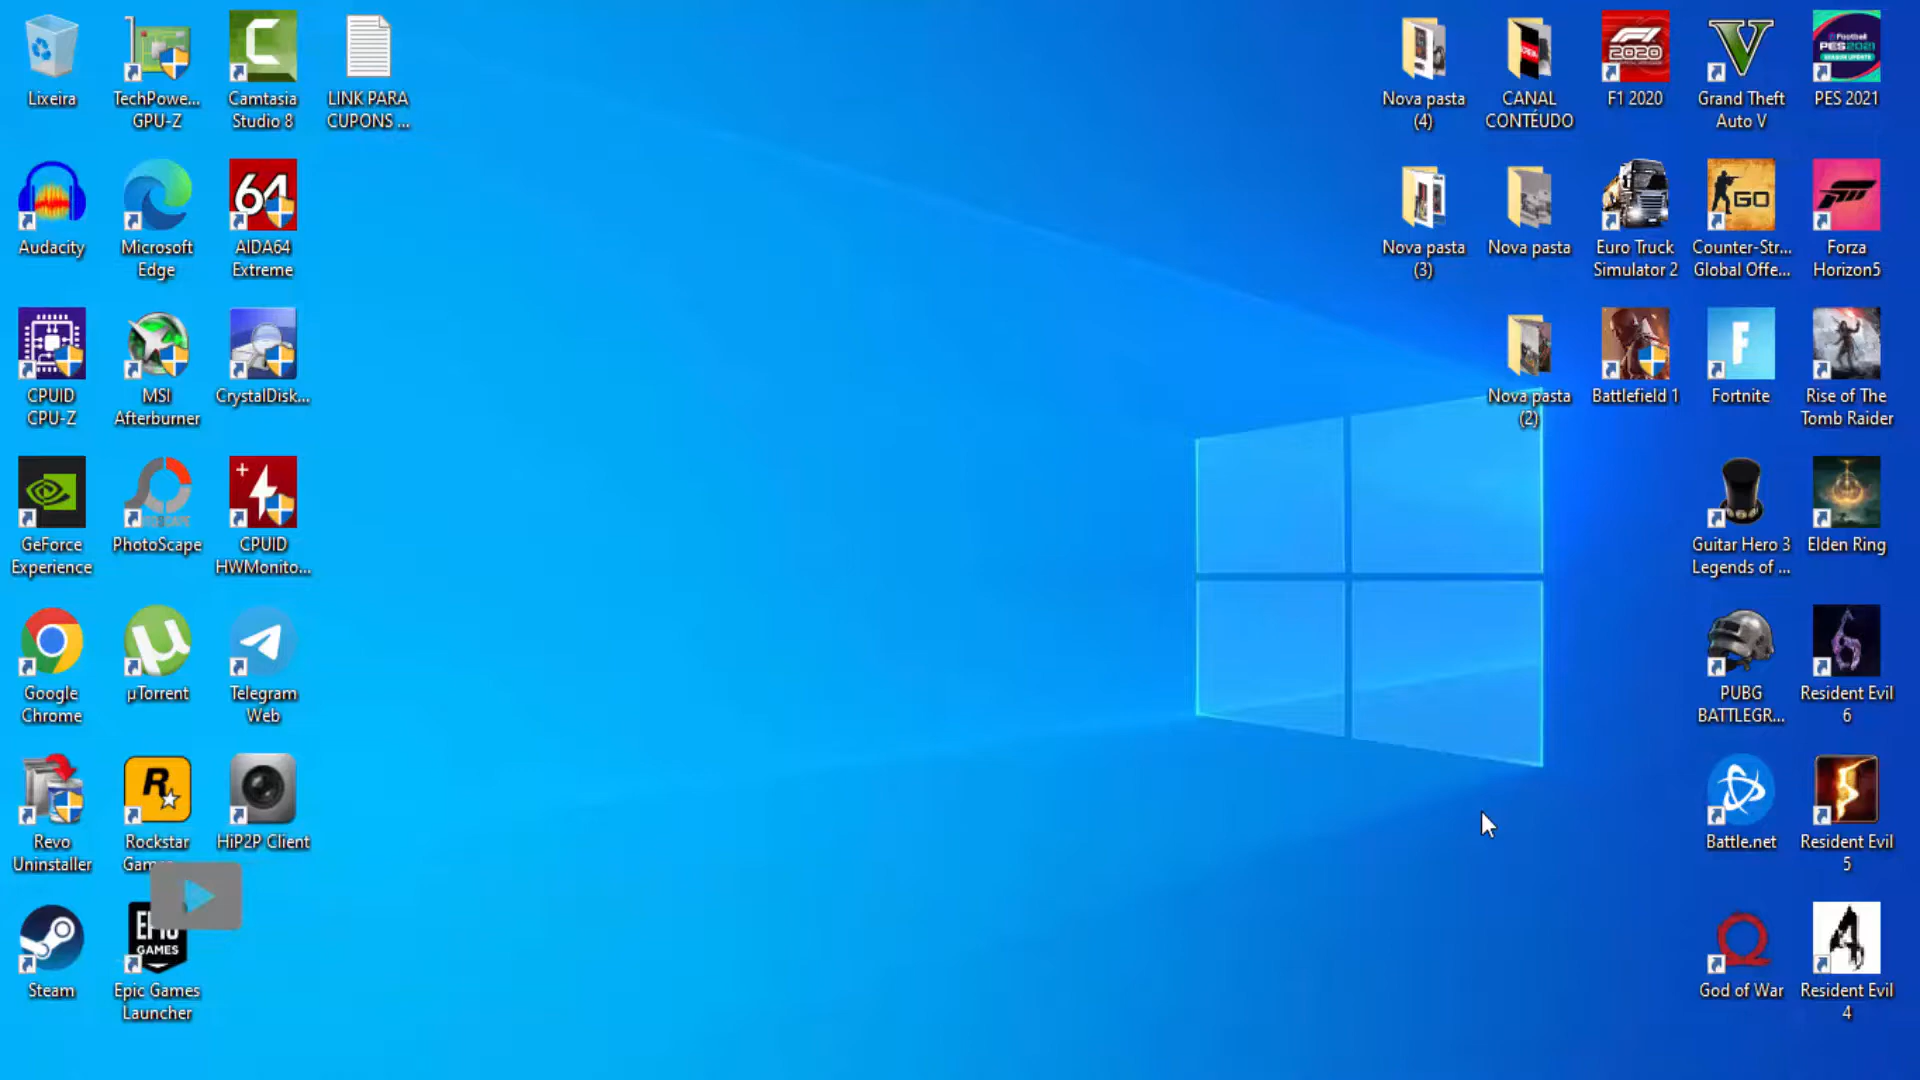 Lixeira
TechPowe...
GPU-Z
Camtasia
Studio 8
LINK PARA
CUPONS ...
Nova pasta
(4)
CANAL
CONTÉUDO
F1 2020
Grand Theft
Auto V
PES 2021
Audacity
Microsoft
Edge
AIDA64
Extreme
Nova pasta
(3)
Nova pasta
Euro Truck
Simulator 2
Counter-Str...
Global Offe...
Forza
Horizon5
CPUID
CPU-Z
MSI
Afterburner
CrystalDisk...
Nova pasta
(2)
Battlefield 1
Fortnite
Rise of The
Tomb Raider
GeForce
Experience
PhotoScape
CPUID
HWMonito...
Guitar Hero 3
Legends of ...
Elden Ring
Google
Chrome
µTorrent
Telegram
Web
PUBG
BATTLEGR...
Resident Evil
6
Revo
Uninstaller
Rockstar
HiP2P Client
Battle.net
Resident Evil
5
Steam
Epic Games
Launcher
God of War
Resident Evil
4
2020
PES2021
64
GO
F
GAMES